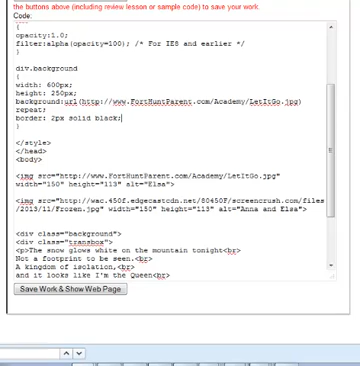 the buttons above (including review lesson or sample code) to save your work.
Code:
{
opacity:1.0;
filter:alpha(opacity=100); /* For IE8 and earlier */
}
div.background
{
width: 600px;
height: 250px;
background:url(http://www.FortHuntParent.com/Academy/LetItGo.jpg)
repeat;
border: 2px solid black;
}
</style>
</head>
<body>
<img src="http://www.FortHuntParent.com/Academy/LetItGo.jpg"
width="150" height="113" alt="Elsa">
<img src="http://wac.450f.edgecastcdn.net/80450F/screencrush.com/files
/2013/11/Frozen.jpg" width="150" height="113" alt="Anna and Elsa">
<div class="background">
<div class="transbox">
<p>The snow glows white on the mountain tonight<br>
Not a footprint to be seen.<br>
A kingdom of isolation,<br>
and it looks like I'm the Queen<br>
Save Work & Show Web Page